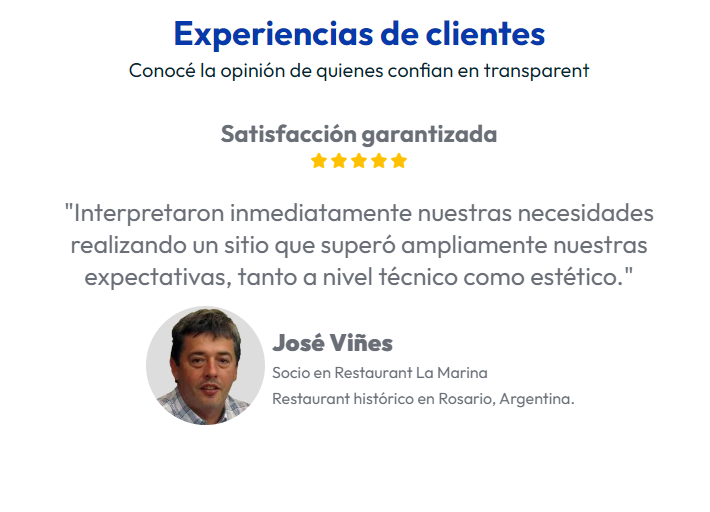 Experiencias de clientes
Conocé la opinión de quienes confian en transparent
Satisfacción garantizada
"Interpretaron inmediatamente nuestras necesidades
realizando un sitio que superó ampliamente nuestras
expectativas, tanto a nivel técnico como estético."
José Viñes
Socio en Restaurant La Marina
Restaurant histórico en Rosario, Argentina.